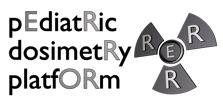 pEdiatRic
dosimetRy
platfORm
R E R
R